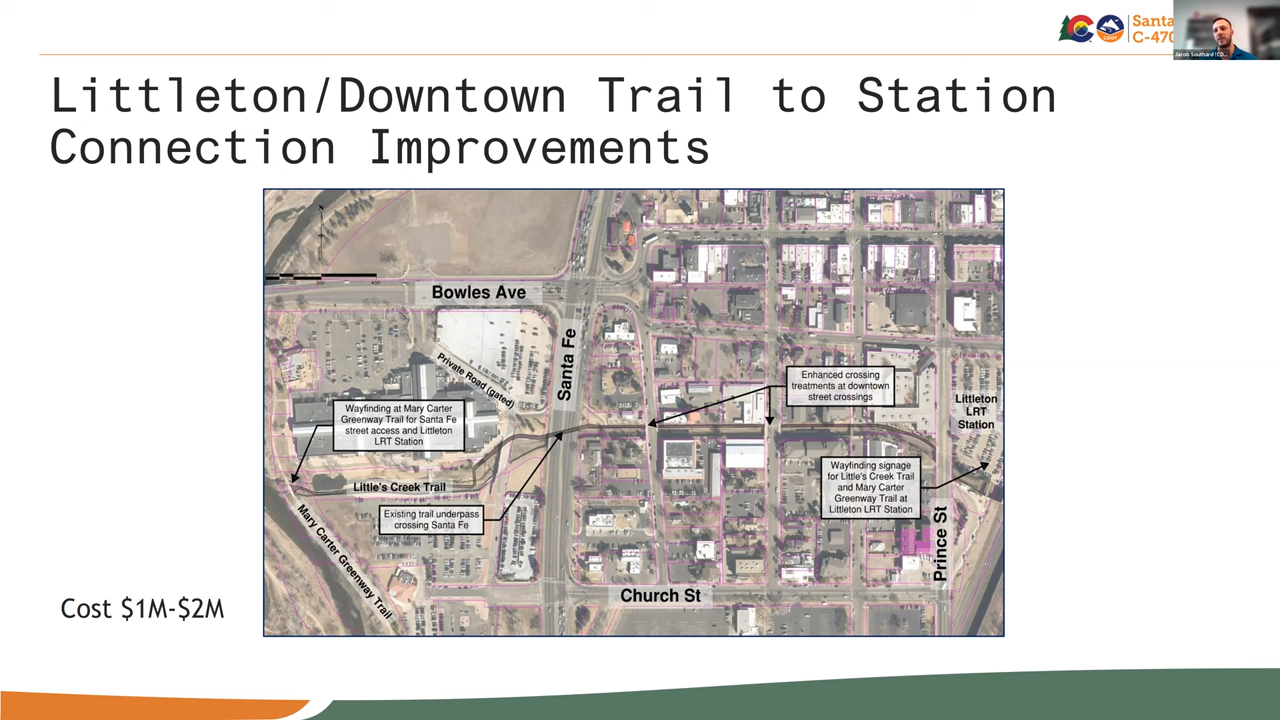 Santa
C-470
Jacob Southard (CD...
Littleton/Downtown Trail to Station
Connection Improvements
Bowles Ave
Private Road (gated)
Santa Fe
Enhanced crossing
treatments at downtown
street crossings
Littleton
LRT
Station
Wayfinding at Mary Carter
Greenway Trail for Santa Fe
street access and Littleton
LRT Station
Wayfinding signage
for Little's Creek Trail
and Mary Carter
Greenway Trail at
Littleton LRT Station
Little's Creek Trail
Existing trail underpass
crossing Santa Fe
Mary Carter Greenway Trail
Prince St
Church St
Cost $1M-$2M